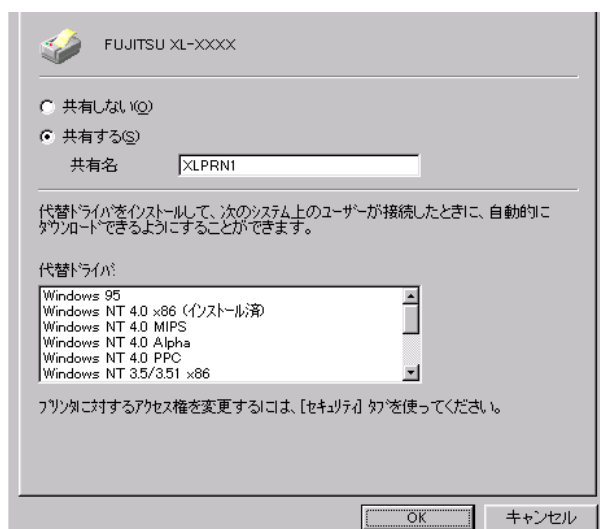 FUJITSU XL-XXXX
共有しない(O)
共有する(S)
共有名
XLPRN1
代替ドライバをインストールして、次のシステム上のユーザーが接続したときに、自動的に
ダウンロードできるようにすることができます。
代替ドライバ:
Windows 95
Windows NT 4.0 x86 (インストール済)
Windows NT 4.0 MIPS
Windows NT 4.0 Alpha
Windows NT 4.0 PPC
Windows NT 3.5/3.51 x86
プリンタに対するアクセス権を変更するには、[セキュリティ] タブを使ってください。
OK
キャンセル